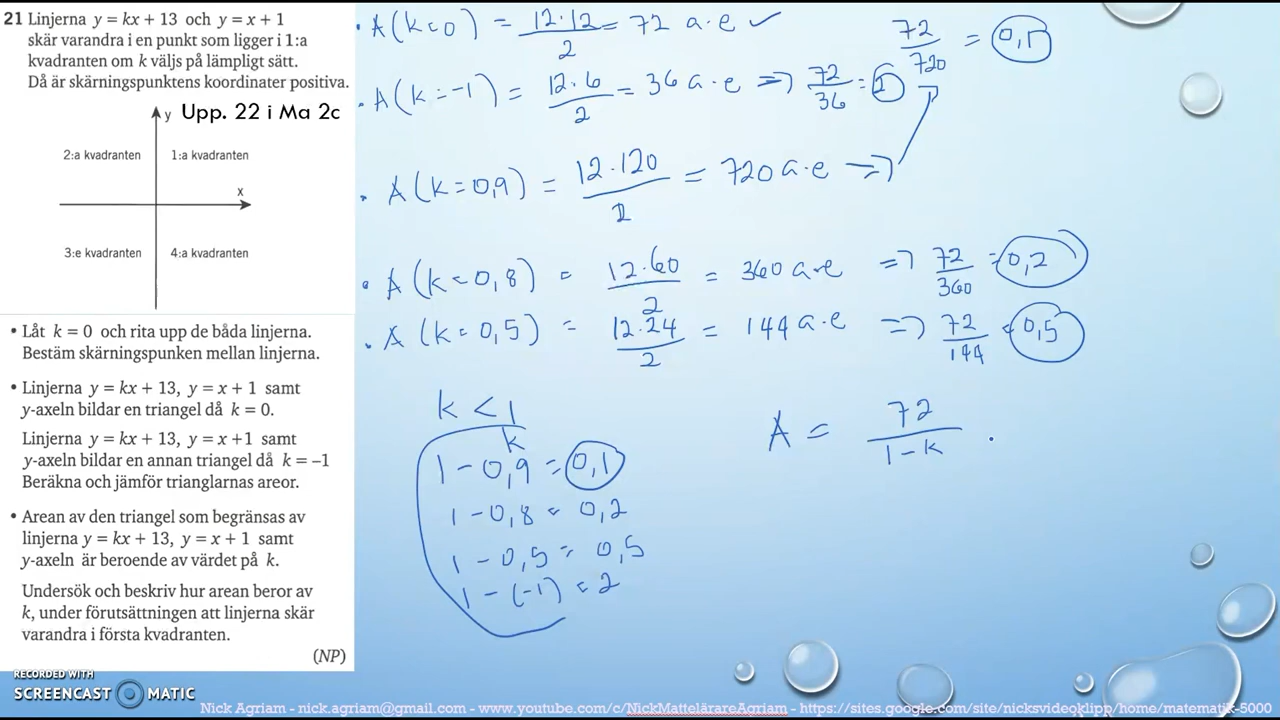 21 Linjerna y = kx + 13 och y = x + 1
skär varandra i en punkt som ligger i 1:a
kvadranten om k väljs på lämpligt sätt.
Då är skärningspunktens koordinater positiva.
Upp. 22 i Ma 2c
y
2:a kvadranten 1:a kvadranten
x
3:e kvadranten 4:a kvadranten
• Låt k = 0 och rita upp de båda linjerna.
Bestäm skärningspunken mellan linjerna.
• Linjerna y = kx + 13, y = x + 1 samt
y-axeln bildar en triangel då k = 0.
Linjerna y = kx + 13, y = x +1 samt
y-axeln bildar en annan triangel då k = –1
Beräkna och jämför trianglarnas areor.
• Arean av den triangel som begränsas av
linjerna y = kx + 13, y = x + 1 samt
y-axeln är beroende av värdet på k.
Undersök och beskriv hur arean beror av
k, under förutsättningen att linjerna skär
varandra i första kvadranten.
(NP)
• A(k=0) = 12·12/2 = 72 a·e ✓
72/720 = 0,1
• A(k=-1) = 12·6/2 = 36 a·e => 72/36 = 2
• A(k=0,9) = 12·120/2 = 720 a·e =>
• A(k=0,8) = 12·60/2 = 360 a·e => 72/360 = 0,2
• A(k=0,5) = 12·24/2 = 144 a·e => 72/144 = 0,5
k < 1
k
1 - 0,9 = 0,1
1 - 0,8 = 0,2
1 - 0,5 = 0,5
1 - (-1) = 2
A = 72/1-k .
RECORDED WITH
SCREENCAST MATIC
Nick Agriam - nick.agriam@gmail.com - www.youtube.com/c/NickMattelärareAgriam - https://sites.google.com/site/nicksvideoklipp/home/matematik-5000